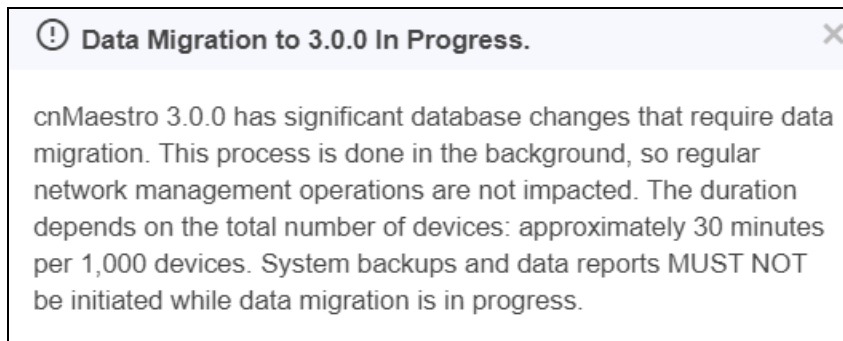 Data Migration to 3.0.0 In Progress.
cnMaestro 3.0.0 has significant database changes that require data
migration. This process is done in the background, so regular
network management operations are not impacted. The duration
depends on the total number of devices: approximately 30 minutes
per 1,000 devices. System backups and data reports MUST NOT
be initiated while data migration is in progress.